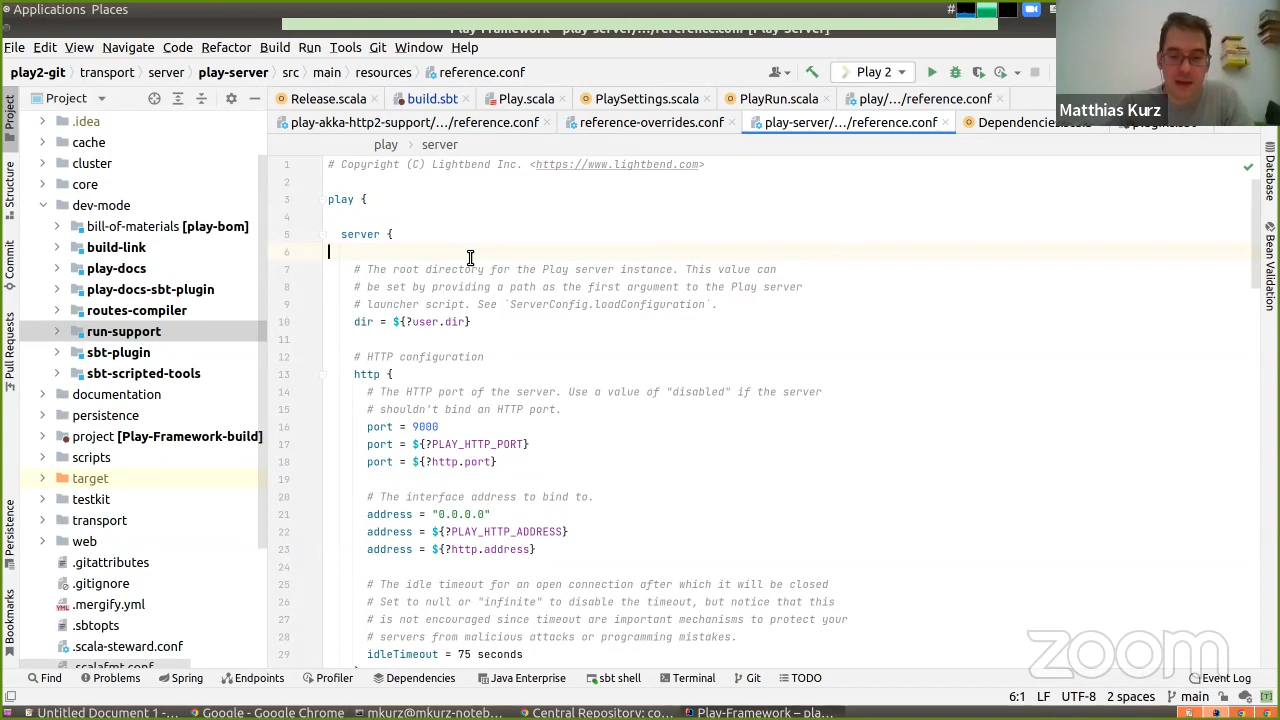 Applications Places
#
Play-Framework – play-server/.../reference.conf [Play-Server]
File Edit View Navigate Code Refactor Build Run Tools Git Window Help
play2-git transport server play-server src main resources reference.conf
Play 2
Matthias Kurz
Project
Release.scala build.sbt Play.scala PlaySettings.scala PlayRun.scala play/.../reference.conf
play-akka-http2-support/.../reference.conf reference-overrides.conf play-server/.../reference.conf
play server
Project
Structure
Commit
Pull Requests
Persistence
Bookmarks
Database
Bean Validation
.idea
cache
cluster
core
dev-mode
bill-of-materials [play-bom]
build-link
play-docs
play-docs-sbt-plugin
routes-compiler
run-support
sbt-plugin
sbt-scripted-tools
documentation
persistence
project [Play-Framework-build]
scripts
target
testkit
transport
web
.gitattributes
.gitignore
.mergify.yml
.sbtopts
.scala-steward.conf
.scalafmt.conf
1 # Copyright (C) Lightbend Inc. <https://www.lightbend.com>
2
3 play {
4
5 server {
6
7 # The root directory for the Play server instance. This value can
8 # be set by providing a path as the first argument to the Play server
9 # launcher script. See `ServerConfig.loadConfiguration`.
10 dir = ${?user.dir}
11
12 # HTTP configuration
13 http {
14 # The HTTP port of the server. Use a value of "disabled" if the server
15 # shouldn't bind an HTTP port.
16 port = 9000
17 port = ${?PLAY_HTTP_PORT}
18 port = ${?http.port}
19
20 # The interface address to bind to.
21 address = "0.0.0.0"
22 address = ${?PLAY_HTTP_ADDRESS}
23 address = ${?http.address}
24
25 # The idle timeout for an open connection after which it will be closed
26 # Set to null or "infinite" to disable the timeout, but notice that this
27 # is not encouraged since timeout are important mechanisms to protect your
28 # servers from malicious attacks or programming mistakes.
29 idleTimeout = 75 seconds
zoom
Find Problems Spring Endpoints Profiler Dependencies Java Enterprise sbt shell Terminal Git TODO Event Log
6:1 LF UTF-8 2 spaces main
Untitled Document 1 -... Google - Google Chrome mkurz@mkurz-noteb... Central Repository: co... Play-Framework – pla...